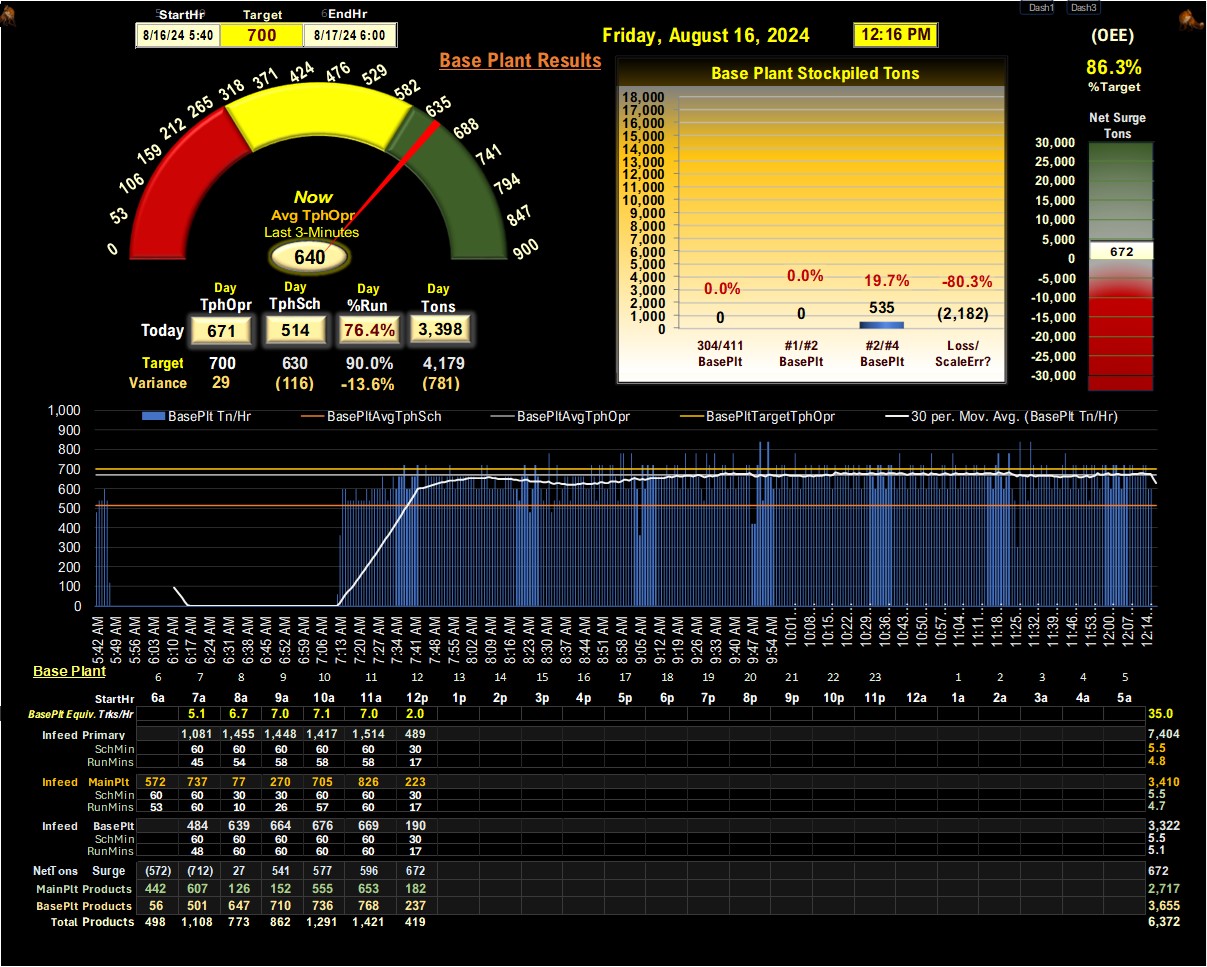 Dash1 Dash3
StartHr Target EndHr
8/16/24 5:40 700 8/17/24 6:00
Friday, August 16, 2024 12:16 PM (OEE)
86.3%
%Target
Base Plant Results
0 53 106 159 212 265 318 371 424 476 529 582 635 688 741 794 847 900
Now
Avg TphOpr
Last 3-Minutes
640
Day Day Day Day
TphOpr TphSch %Run Tons
Today 671 514 76.4% 3,398
Target 700 630 90.0% 4,179
Variance 29 (116) -13.6% (781)
Base Plant Stockpiled Tons
18,000
17,000
16,000
15,000
14,000
13,000
12,000
11,000
10,000
9,000
8,000
7,000
6,000
5,000
4,000
3,000
2,000
1,000
0
0.0% 0.0% 19.7% -80.3%
0 0 535 (2,182)
304/411 #1/#2 #2/#4 Loss/
BasePlt BasePlt BasePlt ScaleErr?
Net Surge
Tons
30,000
25,000
20,000
15,000
10,000
5,000
0
-5,000
-10,000
-15,000
-20,000
-25,000
-30,000
672
BasePlt Tn/Hr BasePltAvgTphSch BasePltAvgTphOpr BasePltTargetTphOpr 30 per. Mov. Avg. (BasePlt Tn/Hr)
1,000
900
800
700
600
500
400
300
200
100
0
5:42 AM 5:49 AM 5:56 AM 6:03 AM 6:10 AM 6:17 AM 6:24 AM 6:31 AM 6:38 AM 6:45 AM 6:52 AM 6:59 AM 7:06 AM 7:13 AM 7:20 AM 7:27 AM 7:34 AM 7:41 AM 7:48 AM 7:55 AM 8:02 AM 8:09 AM 8:16 AM 8:23 AM 8:30 AM 8:37 AM 8:44 AM 8:51 AM 8:58 AM 9:05 AM 9:12 AM 9:19 AM 9:26 AM 9:33 AM 9:40 AM 9:47 AM 9:54 AM 10:01… 10:08… 10:15… 10:22… 10:29… 10:36… 10:43… 10:50… 10:57… 11:04… 11:11… 11:18… 11:25… 11:32… 11:39… 11:46… 11:53… 12:00… 12:07… 12:14…
Base Plant
6 7 8 9 10 11 12 13 14 15 16 17 18 19 20 21 22 23 1 2 3 4 5
StartHr 6a 7a 8a 9a 10a 11a 12p 1p 2p 3p 4p 5p 6p 7p 8p 9p 10p 11p 12a 1a 2a 3a 4a 5a
BasePlt Equiv. Trks/Hr 5.1 6.7 7.0 7.1 7.0 2.0 35.0
Infeed Primary 1,081 1,455 1,448 1,417 1,514 489 7,404
SchMin 60 60 60 60 60 30 5.5
RunMins 45 54 58 58 58 17 4.8
Infeed MainPlt 572 737 77 270 705 826 223 3,410
SchMin 60 60 30 30 60 60 30 5.5
RunMins 53 60 10 26 57 60 17 4.7
Infeed BasePlt 484 639 664 676 669 190 3,322
SchMin 60 60 60 60 60 30 5.5
RunMins 48 60 60 60 60 17 5.1
NetTons Surge (572) (712) 27 541 577 596 672 672
MainPlt Products 442 607 126 152 555 653 182 2,717
BasePlt Products 56 501 647 710 736 768 237 3,655
Total Products 498 1,108 773 862 1,291 1,421 419 6,372